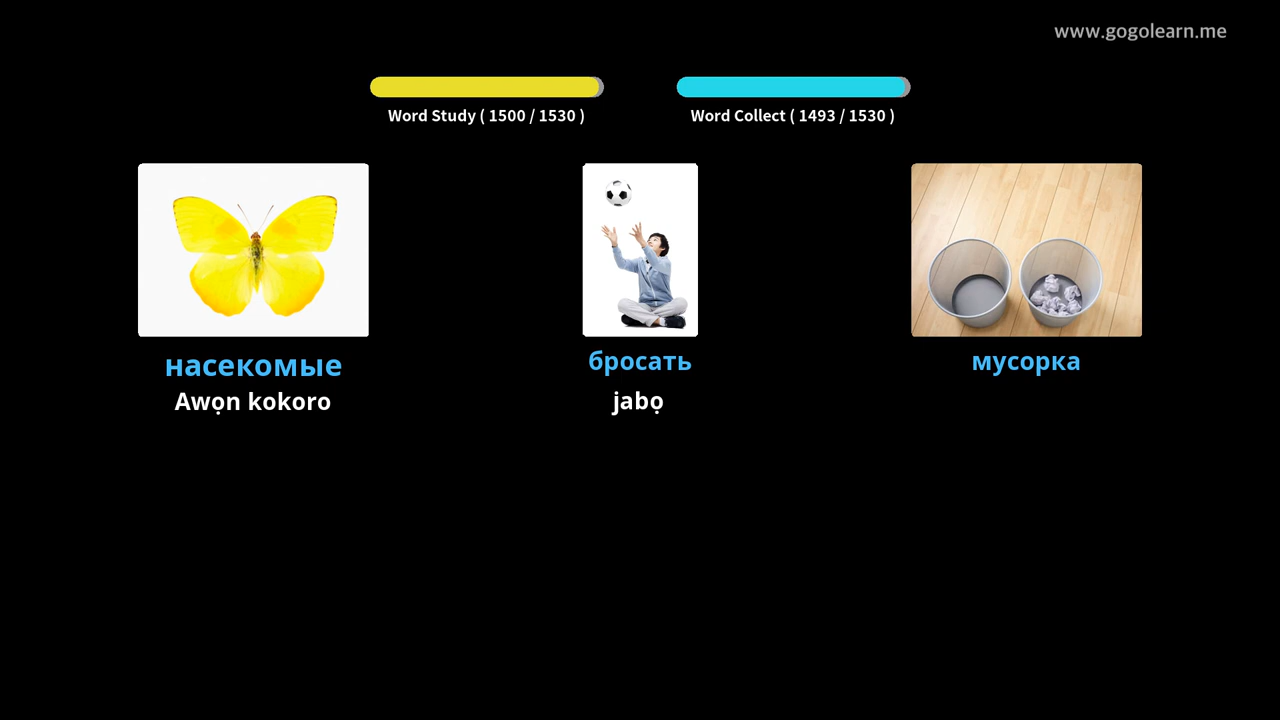 www.gogolearn.me
Word Study ( 1500 / 1530 )
Word Collect ( 1493 / 1530 )
насекомые
бросать
мусорка
Awọn kokoro
jabọ